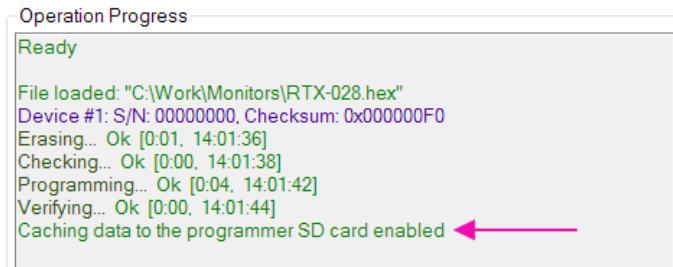 Operation Progress
Ready
File loaded: "C:\Work\Monitors\RTX-028.hex"
Device #1: S/N: 00000000, Checksum: 0x000000F0
Erasing... Ok [0:01, 14:01:36]
Checking... Ok [0:00, 14:01:38]
Programming... Ok [0:04, 14:01:42]
Verifying... Ok [0:00, 14:01:44]
Caching data to the programmer SD card enabled